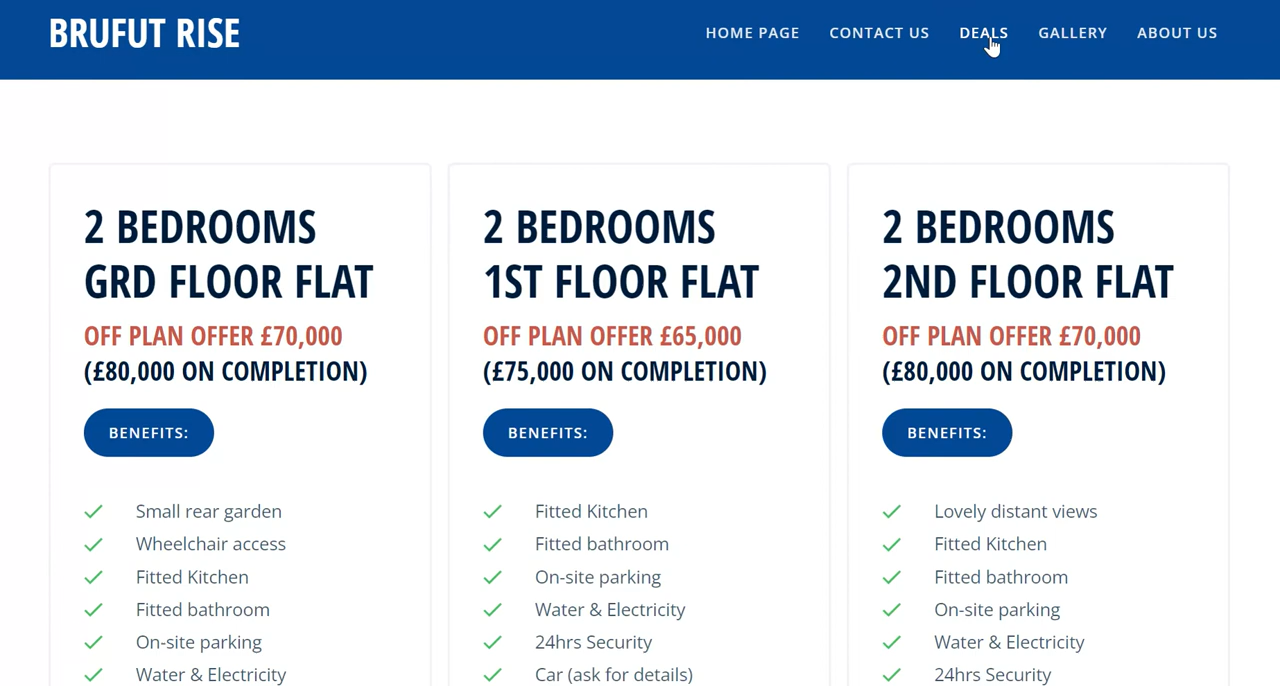 BRUFUT RISE
HOME PAGE
CONTACT US
DEALS
GALLERY
ABOUT US
2 BEDROOMS
GRD FLOOR FLAT
OFF PLAN OFFER £70,000
(£80,000 ON COMPLETION)
BENEFITS:
Small rear garden
Wheelchair access
Fitted Kitchen
Fitted bathroom
On-site parking
Water & Electricity
2 BEDROOMS
1ST FLOOR FLAT
OFF PLAN OFFER £65,000
(£75,000 ON COMPLETION)
BENEFITS:
Fitted Kitchen
Fitted bathroom
On-site parking
Water & Electricity
24hrs Security
Car (ask for details)
2 BEDROOMS
2ND FLOOR FLAT
OFF PLAN OFFER £70,000
(£80,000 ON COMPLETION)
BENEFITS:
Lovely distant views
Fitted Kitchen
Fitted bathroom
On-site parking
Water & Electricity
24hrs Security